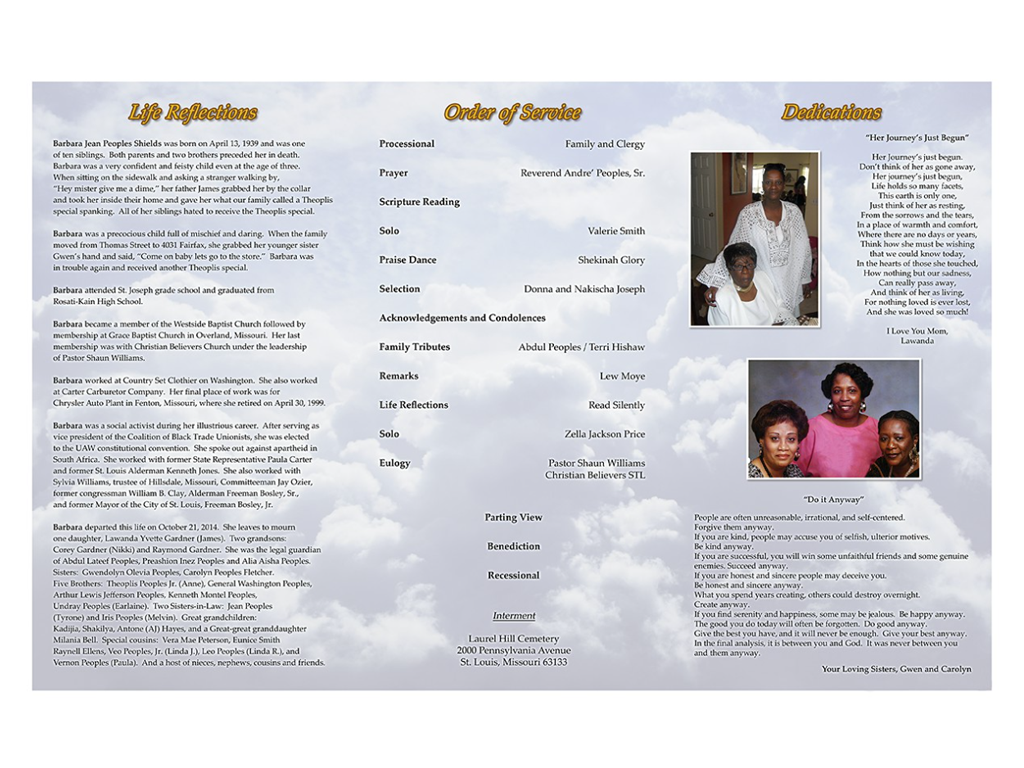 Life Reflections
Barbara Jean Peoples Shields was born on April 13, 1939 and was one
of ten siblings. Both parents and two brothers preceded her in death.
Barbara was a very confident and feisty child even at the age of three.
When sitting on the sidewalk and asking a stranger walking by,
"Hey mister give me a dime," her father James grabbed her by the collar
and took her inside their home and gave her what our family called a Theoplis
special spanking. All of her siblings hated to receive the Theoplis special.
Barbara was a precocious child full of mischief and daring. When the family
moved from Thomas Street to 4031 Fairfax, she grabbed her younger sister
Gwen's hand and said, "Come on baby lets go to the store." Barbara was
in trouble again and received another Theoplis special.
Barbara attended St. Joseph grade school and graduated from
Rosati-Kain High School.
Barbara became a member of the Westside Baptist Church followed by
membership at Grace Baptist Church in Overland, Missouri. Her last
membership was with Christian Believers Church under the leadership
of Pastor Shaun Williams.
Barbara worked at Country Set Clothier on Washington. She also worked
at Carter Carburetor Company. Her final place of work was for
Chrysler Auto Plant in Fenton, Missouri, where she retired on April 30, 1999.
Barbara was a social activist during her illustrious career. After serving as
vice president of the Coalition of Black Trade Unionists, she was elected
to the UAW constitutional convention. She spoke out against apartheid in
South Africa. She worked with former State Representative Paula Carter
and former St. Louis Alderman Kenneth Jones. She also worked with
Sylvia Williams, trustee of Hillsdale, Missouri, Committeeman Jay Ozier,
former congressman William B. Clay, Alderman Freeman Bosley, Sr.,
and former Mayor of the City of St. Louis, Freeman Bosley, Jr.
Barbara departed this life on October 21, 2014. She leaves to mourn
one daughter, Lawanda Yvette Gardner (James). Two grandsons:
Corey Gardner (Nikki) and Raymond Gardner. She was the legal guardian
of Abdul Lateef Peoples, Preashion Inez Peoples and Alia Aisha Peoples.
Sisters: Gwendolyn Olevia Peoples, Carolyn Peoples Fletcher.
Five Brothers: Theoplis Peoples Jr. (Anne), General Washington Peoples,
Arthur Lewis Jefferson Peoples, Kenneth Montel Peoples,
Undray Peoples (Earlaine). Two Sisters-in-Law: Jean Peoples
(Tyrone) and Iris Peoples (Melvin). Great grandchildren:
Kadijia, Shakilya, Antone (AJ) Hayes, and a Great-great granddaughter
Milania Bell. Special cousins: Vera Mae Peterson, Eunice Smith
Raynell Ellens, Veo Peoples, Jr. (Linda J.), Leo Peoples (Linda R.), and
Vernon Peoples (Paula). And a host of nieces, nephews, cousins and friends.
Order of Service
Processional Family and Clergy
Prayer Reverend Andre' Peoples, Sr.
Scripture Reading
Solo Valerie Smith
Praise Dance Shekinah Glory
Selection Donna and Nakischa Joseph
Acknowledgements and Condolences
Family Tributes Abdul Peoples / Terri Hishaw
Remarks Lew Moye
Life Reflections Read Silently
Solo Zella Jackson Price
Eulogy Pastor Shaun Williams
Christian Believers STL
Parting View
Benediction
Recessional
Interment
Laurel Hill Cemetery
2000 Pennsylvania Avenue
St. Louis, Missouri 63133
Dedications
"Her Journey's Just Begun"
Her Journey's just begun.
Don't think of her as gone away,
Her journey's just begun,
Life holds so many facets,
This earth is only one,
Just think of her as resting,
From the sorrows and the tears,
In a place of warmth and comfort,
Where there are no days or years,
Think how she must be wishing
that we could know today,
In the hearts of those she touched,
How nothing but our sadness,
Can really pass away,
And think of her as living,
For nothing loved is ever lost,
And she was loved so much!
I Love You Mom,
Lawanda
"Do it Anyway"
People are often unreasonable, irrational, and self-centered.
Forgive them anyway.
If you are kind, people may accuse you of selfish, ulterior motives.
Be kind anyway.
If you are successful, you will win some unfaithful friends and some genuine
enemies. Succeed anyway.
If you are honest and sincere people may deceive you.
Be honest and sincere anyway.
What you spend years creating, others could destroy overnight.
Create anyway.
If you find serenity and happiness, some may be jealous. Be happy anyway.
The good you do today will often be forgotten. Do good anyway.
Give the best you have, and it will never be enough. Give your best anyway.
In the final analysis, it is between you and God. It was never between you
and them anyway.
Your Loving Sisters, Gwen and Carolyn